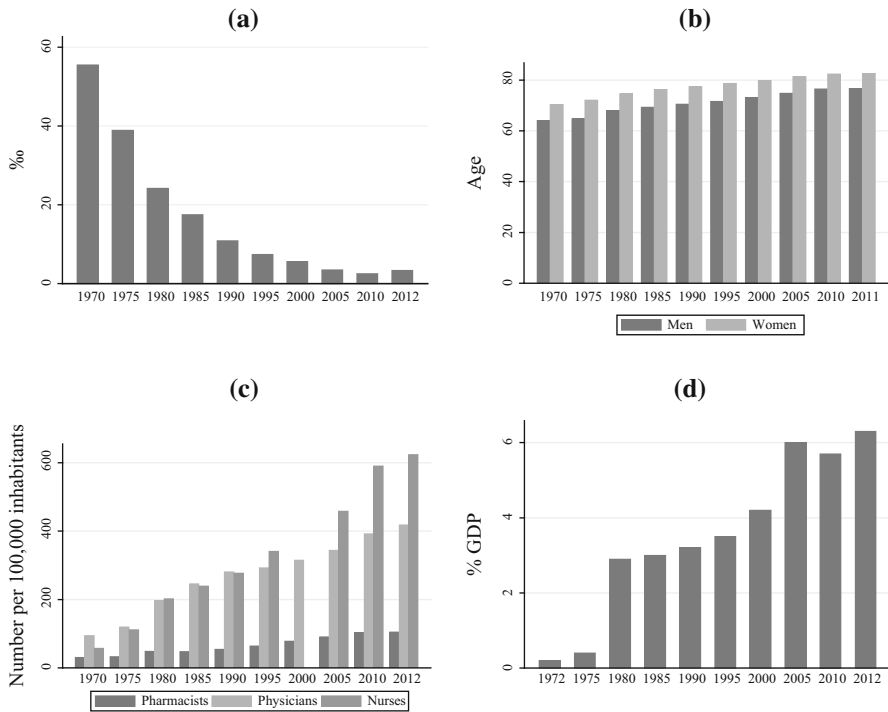 (a)
‰
60
40
20
0
1970 1975 1980 1985 1990 1995 2000 2005 2010 2012
(b)
Age
80
60
40
20
0
1970 1975 1980 1985 1990 1995 2000 2005 2010 2011
Men Women
(c)
Number per 100,000 inhabitants
600
400
200
0
1970 1975 1980 1985 1990 1995 2000 2005 2010 2012
Pharmacists Physicians Nurses
(d)
% GDP
6
4
2
0
1972 1975 1980 1985 1990 1995 2000 2005 2010 2012